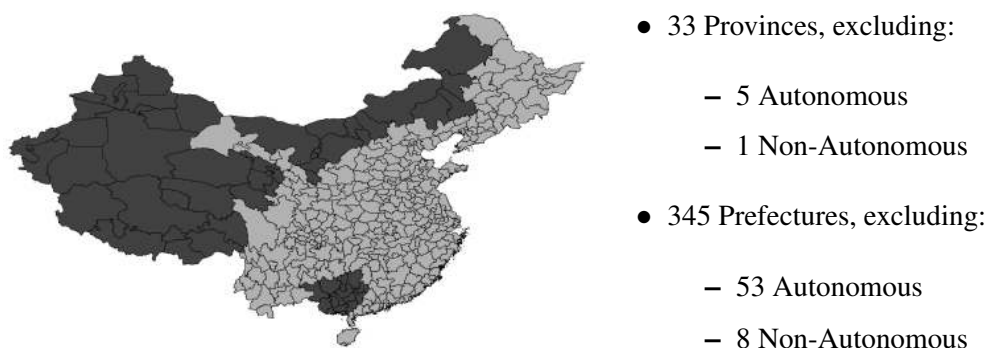 ● 33 Provinces, excluding:
– 5 Autonomous
– 1 Non-Autonomous
● 345 Prefectures, excluding:
– 53 Autonomous
– 8 Non-Autonomous